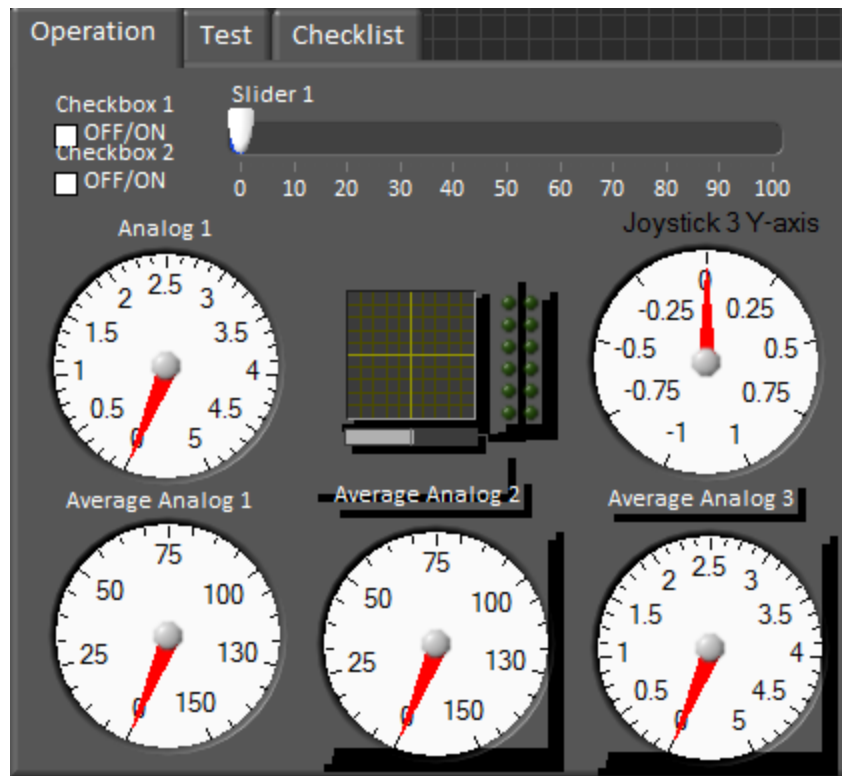 Operation Test Checklist
Checkbox 1
OFF/ON
Checkbox 2
OFF/ON
Slider 1
0 10 20 30 40 50 60 70 80 90 100
Analog 1
0 0.5 1 1.5 2 2.5 3 3.5 4 4.5 5
Joystick 3 Y-axis
-1 -0.75 -0.5 -0.25 0 0.25 0.5 0.75 1
Average Analog 1
0 25 50 75 100 130 150
Average Analog 2
0 25 50 75 100 130 150
Average Analog 3
0 0.5 1 1.5 2 2.5 3 3.5 4 4.5 5